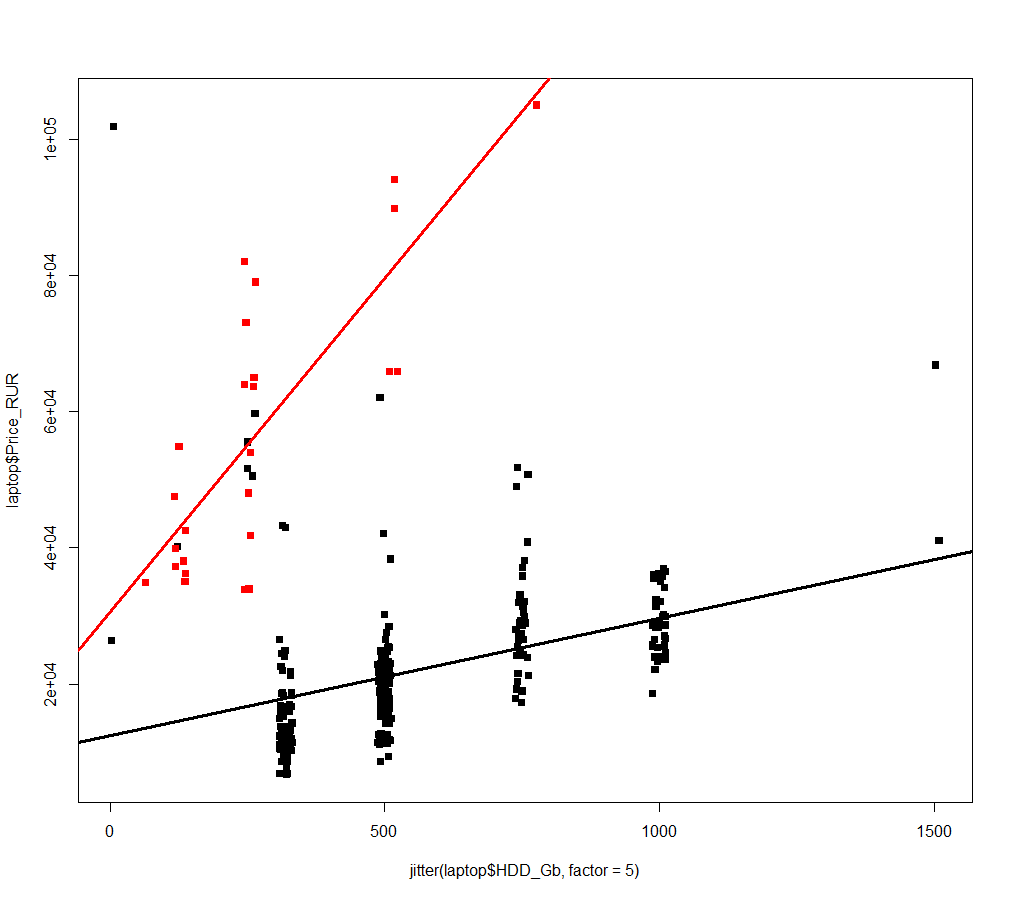 1e+05
8e+04
6e+04
4e+04
2e+04
laptop$Price_RUR
0 500 1000 1500
jitter(laptop$HDD_Gb, factor = 5)